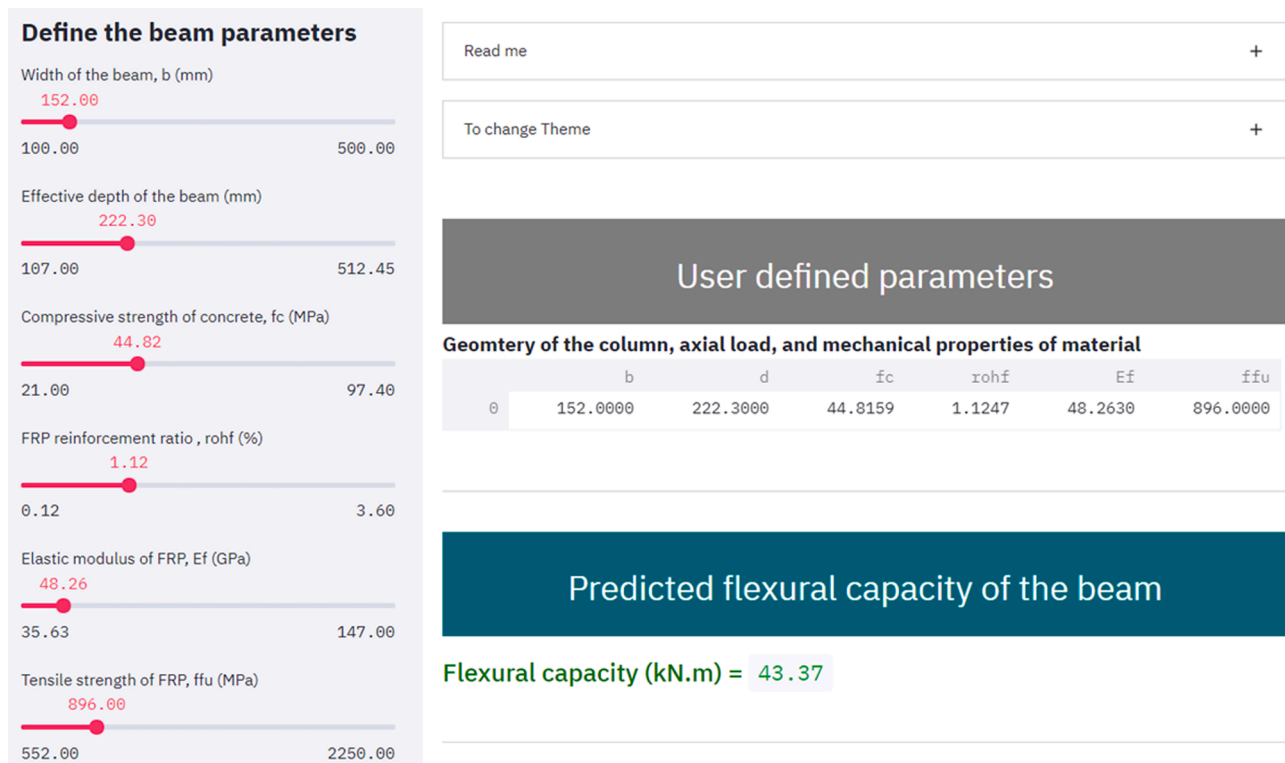 Define the beam parameters
Width of the beam, b (mm)
152.00
100.00 500.00
Effective depth of the beam (mm)
222.30
107.00 512.45
Compressive strength of concrete, fc (MPa)
44.82
21.00 97.40
FRP reinforcement ratio , rohf (%)
1.12
0.12 3.60
Elastic modulus of FRP, Ef (GPa)
48.26
35.63 147.00
Tensile strength of FRP, ffu (MPa)
896.00
552.00 2250.00
Read me +
To change Theme +
User defined parameters
Geomtery of the column, axial load, and mechanical properties of material
b d fc rohf Ef ffu
0 152.0000 222.3000 44.8159 1.1247 48.2630 896.0000
Predicted flexural capacity of the beam
Flexural capacity (kN.m) = 43.37